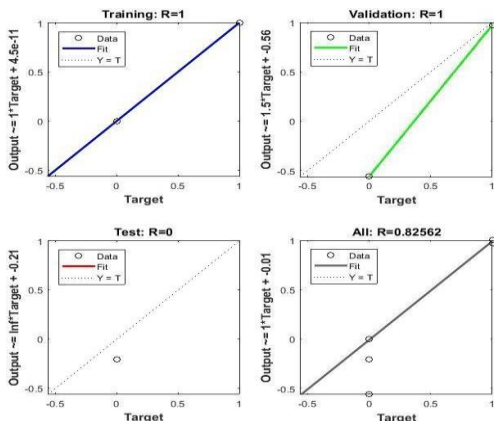 Training: R=1
Output ~= 1*Target + 4.5e-11
1
0.5
0
-0.5
Data
Fit
Y = T
-0.5
0
0.5
1
Target
Validation: R=1
Output ~= 1.5*Target + -0.56
1
0.5
0
-0.5
Data
Fit
Y = T
-0.5
0
0.5
1
Target
Test: R=0
Output ~= Inf*Target + -0.21
1
0.5
0
-0.5
Data
Fit
Y = T
-0.5
0
0.5
1
Target
All: R=0.82562
Output ~= 1*Target + -0.01
1
0.5
0
-0.5
Data
Fit
Y = T
-0.5
0
0.5
1
Target